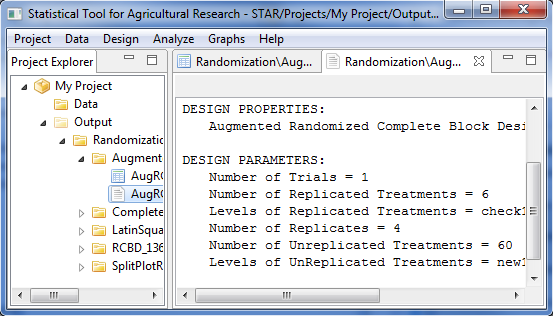 Statistical Tool for Agricultural Research - STAR/Projects/My Project/Output...
Project Data Design Analyze Graphs Help
Project Explorer
Randomization\Aug...
Randomization\Aug...
My Project
Data
Output
Randomizatio
Augment
AugRC
AugRC
Complete
LatinSqua
RCBD_136
SplitPlotR
DESIGN PROPERTIES:
Augmented Randomized Complete Block Desi
DESIGN PARAMETERS:
Number of Trials = 1
Number of Replicated Treatments = 6
Levels of Replicated Treatments = check1
Number of Replicates = 4
Number of Unreplicated Treatments = 60
Levels of UnReplicated Treatments = new1